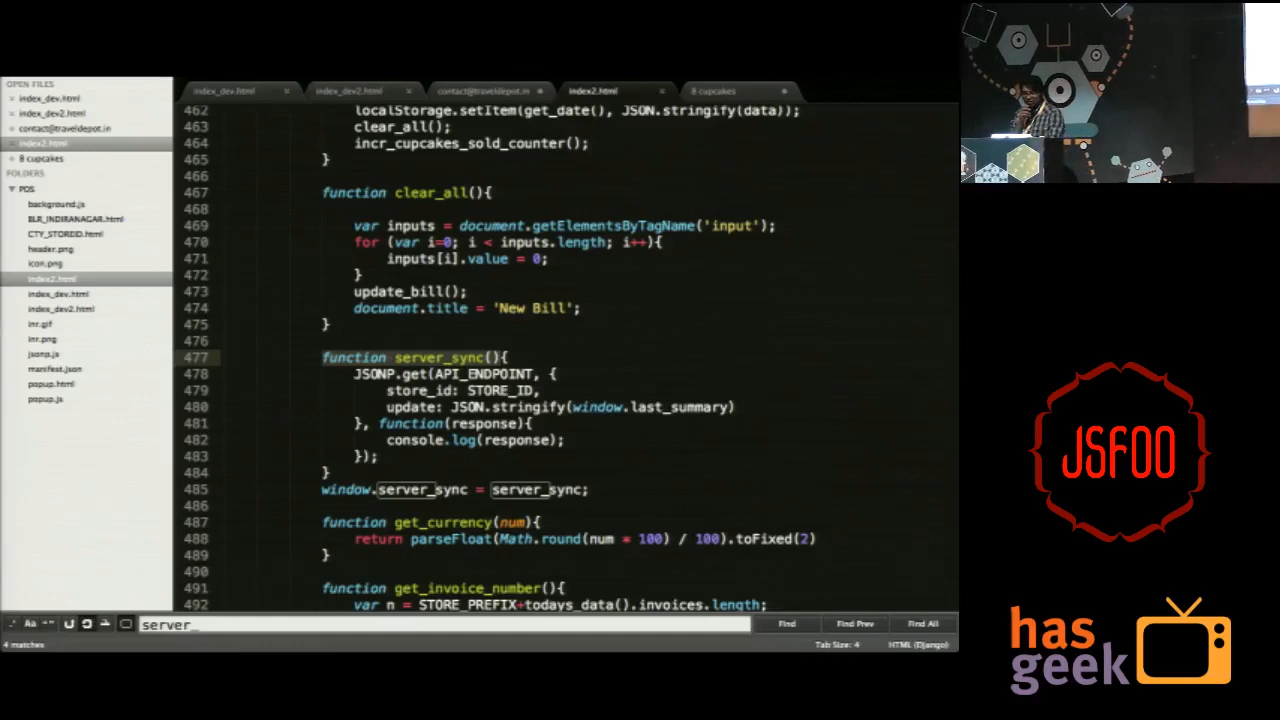 OPEN FILES
index_dev.html
index_dev2.html
contact@traveldepot.in
index2.html
8 cupcakes
FOLDERS
POS
background.js
BLR_INDIRANAGAR.html
CTY_STOREID.html
header.png
icon.png
index2.html
index_dev.html
index_dev2.html
inr.gif
inr.png
jsonp.js
manifest.json
popup.html
popup.js
index_dev.html × index_dev2.html × contact@traveldepot.in index2.html × 8 cupcakes
462 localStorage.setItem(get_date(), JSON.stringify(data));
463 clear_all();
464 incr_cupcakes_sold_counter();
465 }
466
467 function clear_all(){
468
469 var inputs = document.getElementsByTagName('input');
470 for (var i=0; i < inputs.length; i++){
471 inputs[i].value = 0;
472 }
473 update_bill();
474 document.title = 'New Bill';
475 }
476
477 function server_sync(){
478 JSONP.get(API_ENDPOINT, {
479 store_id: STORE_ID,
480 update: JSON.stringify(window.last_summary)
481 }, function(response){
482 console.log(response);
483 });
484 }
485 window.server_sync = server_sync;
486
487 function get_currency(num){
488 return parseFloat(Math.round(num * 100) / 100).toFixed(2)
489 }
490
491 function get_invoice_number(){
492 var n = STORE_PREFIX+todays_data().invoices.length;
.* Aa “” server_ Find Find Prev Find All
4 matches Tab Size: 4 HTML (Django)
JSFOO
has
geek